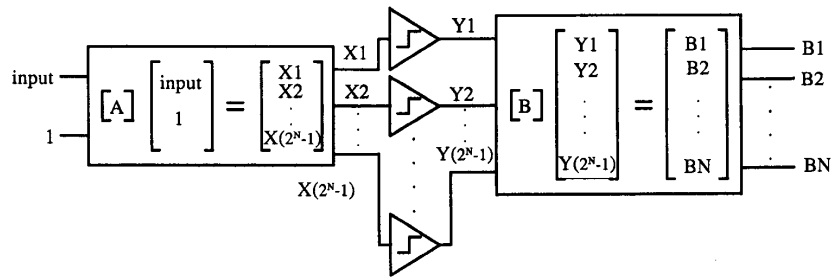 input
1
[A]
input
1
=
X1
X2
X(2^N-1)
X1
X2
X(2^N-1)
Y1
Y2
Y(2^N-1)
[B]
Y1
Y2
Y(2^N-1)
=
B1
B2
BN
B1
B2
BN